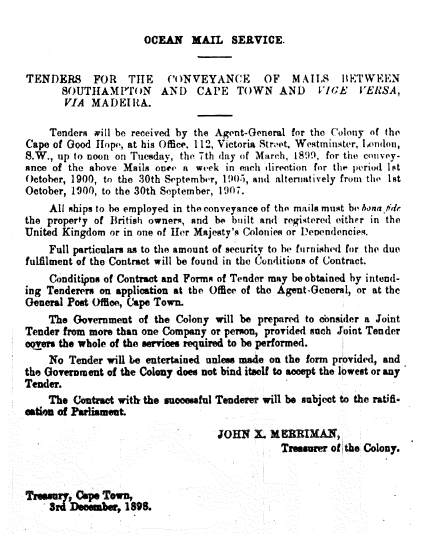 OCEAN MAIL SERVICE.
TENDERS FOR THE CONVEYANCE OF MAILS BETWEEN
SOUTHAMPTON AND CAPE TOWN AND VICE VERSA,
VIA MADEIRA.
Tenders will be received by the Agent-General for the Colony of the
Cape of Good Hope, at his Office, 112, Victoria Street, Westminster, London,
S.W., up to noon on Tuesday, the 7th day of March, 1899, for the convey-
ance of the above Mails once a week in each direction for the period 1st
October, 1900, to the 30th September, 1905, and alternatively from the 1st
October, 1900, to the 30th September, 1907.
All ships to be employed in the conveyance of the mails must be bona fide
the property of British owners, and be built and registered either in the
United Kingdom or in one of Her Majesty's Colonies or Dependencies.
Full particulars as to the amount of security to be furnished for the due
fulfilment of the Contract will be found in the Conditions of Contract.
Conditions of Contract and Forms of Tender may be obtained by intend-
ing Tenderers on application at the Office of the Agent-General, or at the
General Post Office, Cape Town.
The Government of the Colony will be prepared to consider a Joint
Tender from more than one Company or person, provided such Joint Tender
covers the whole of the services required to be performed.
No Tender will be entertained unless made on the form provided, and
the Government of the Colony does not bind itself to accept the lowest or any
Tender.
The Contract with the successful Tenderer will be subject to the ratifi-
cation of Parliament.
JOHN X. MERRIMAN,
Treasurer of the Colony.
Treasury, Cape Town,
3rd December, 1898.